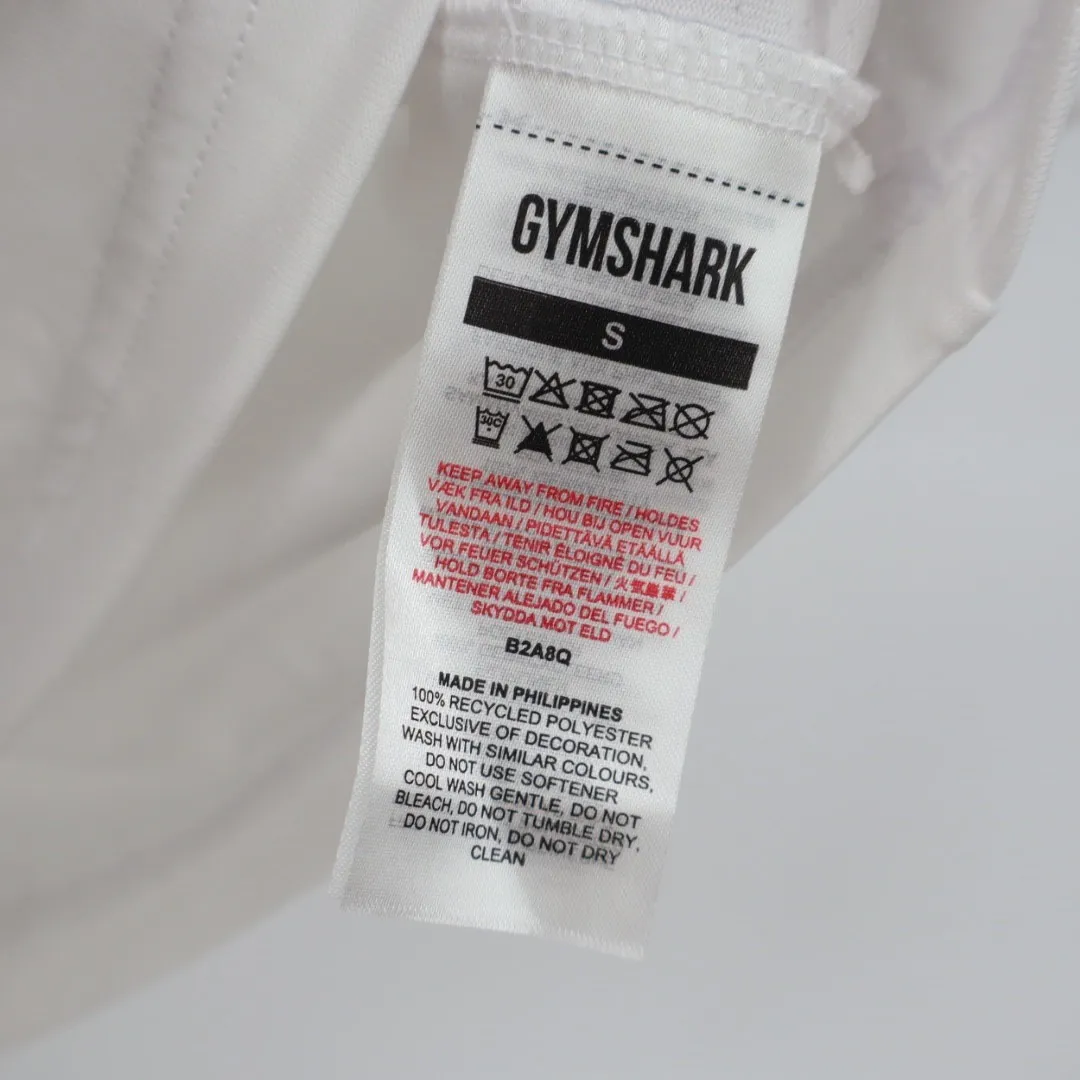 GYMSHARK
S
30
30C
KEEP AWAY FROM FIRE / HOLDES
VÆK FRA ILD / HOU BIJ OPEN VUUR
VANDAAN / PIDETTÄVÄ ETÄÄLLÄ
TULESTA / TENIR ÉLOIGNÉ DU FEU /
VOR FEUER SCHÜTZEN / 火気厳禁 /
HOLD BORTE FRA FLAMMER /
MANTENER ALEJADO DEL FUEGO /
SKYDDA MOT ELD
B2A8Q
MADE IN PHILIPPINES
100% RECYCLED POLYESTER
EXCLUSIVE OF DECORATION,
WASH WITH SIMILAR COLOURS,
DO NOT USE SOFTENER
COOL WASH GENTLE, DO NOT
BLEACH, DO NOT TUMBLE DRY,
DO NOT IRON, DO NOT DRY
CLEAN